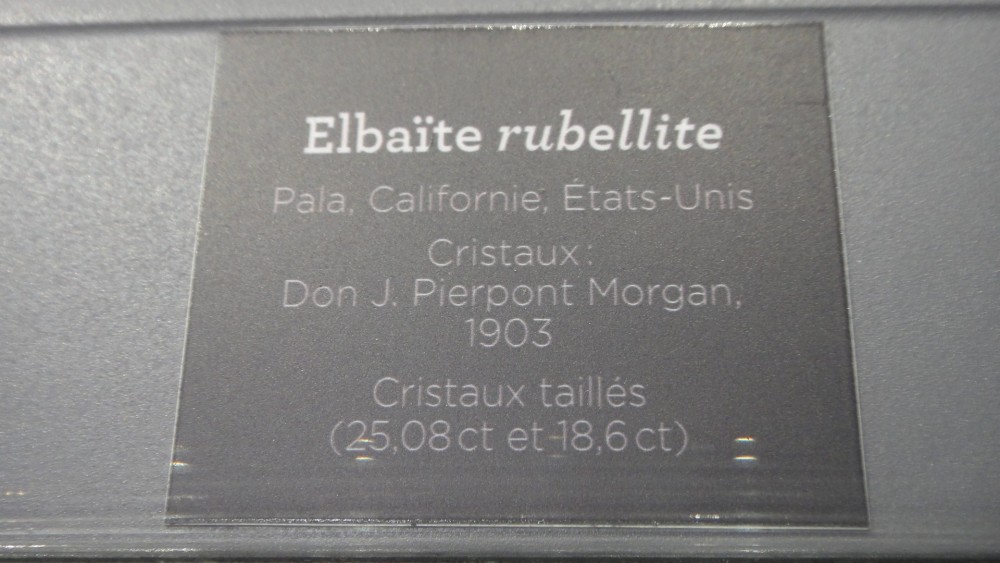 Elbaïte rubellite
Pala, Californie, États-Unis
Cristaux :
Don J. Pierpont Morgan,
1903
Cristaux taillés
(25,08 ct et 18,6 ct)